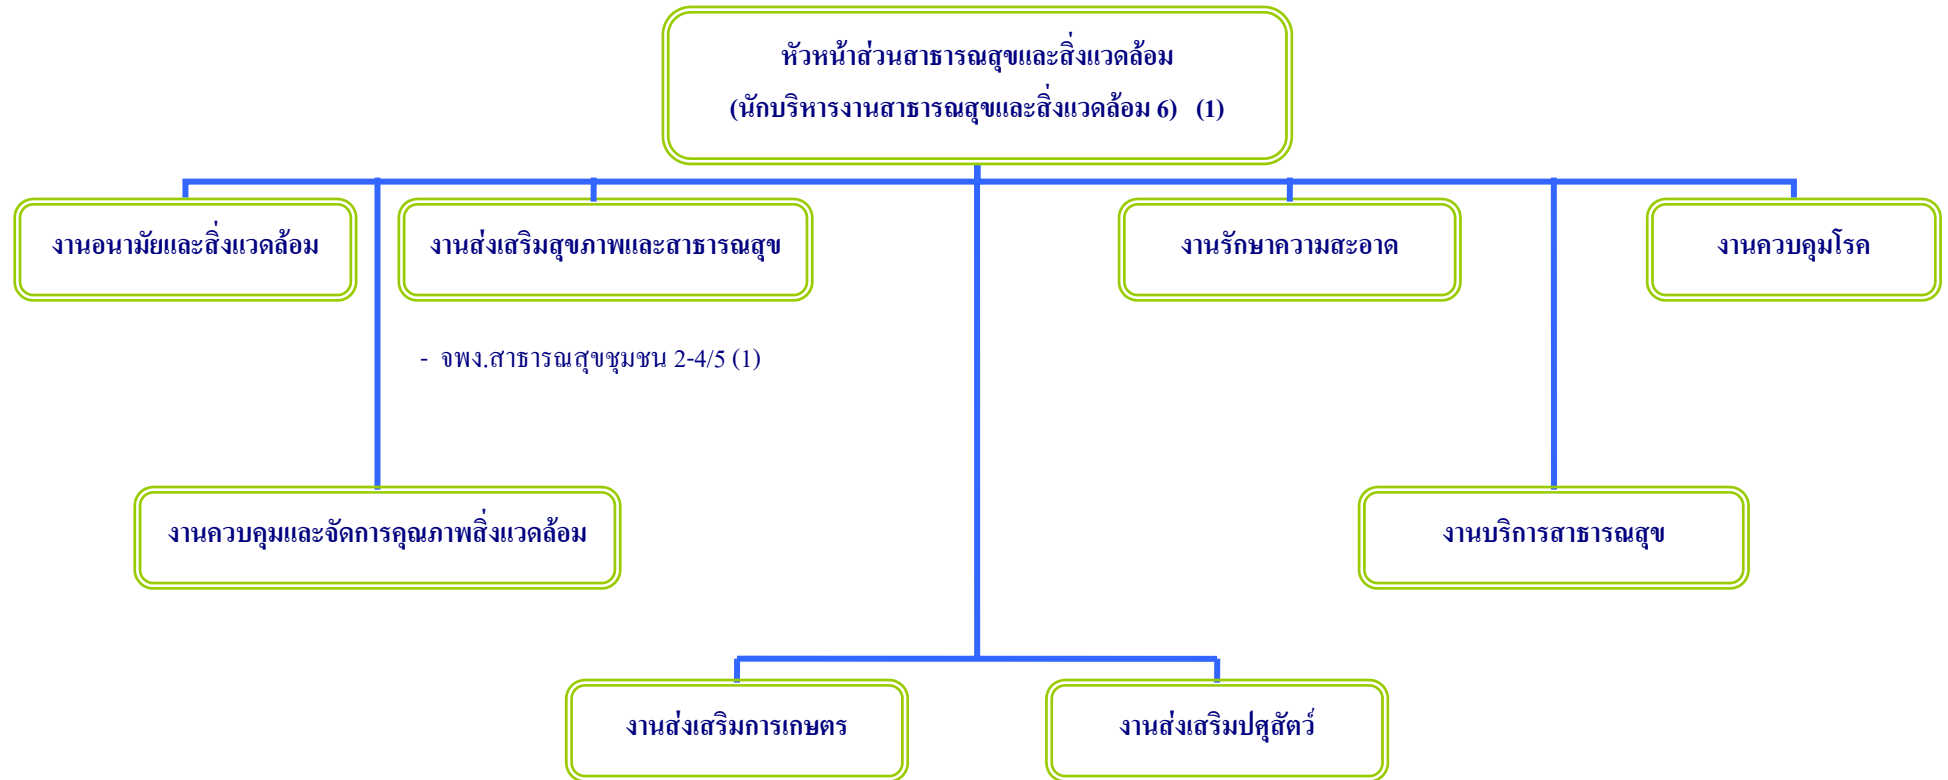 หัวหน้าส่วนสาธารณสุขและสิ่งแวดล้อม
(นักบริหารงานสาธารณสุขและสิ่งแวดล้อม 6) (1)
งานอนามัยและสิ่งแวดล้อม
งานส่งเสริมสุขภาพและสาธารณสุข
งานรักษาความสะอาด
งานควบคุมโรค
- จพง.สาธารณสุขชุมชน 2-4/5 (1)
งานควบคุมและจัดการคุณภาพสิ่งแวดล้อม
งานบริการสาธารณสุข
งานส่งเสริมการเกษตร
งานส่งเสริมปศุสัตว์